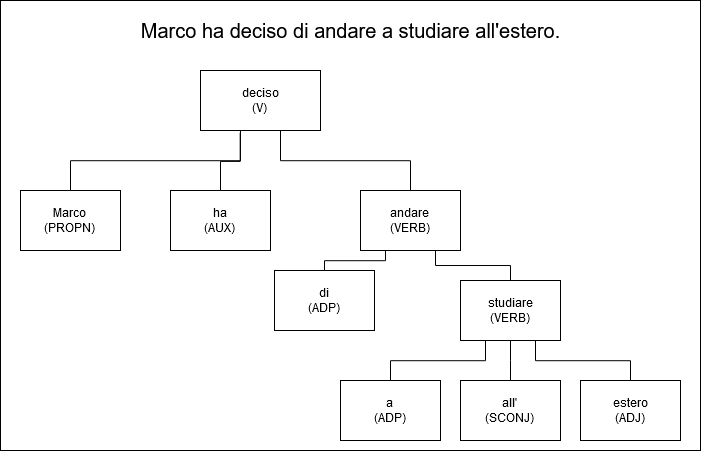 Marco ha deciso di andare a studiare all'estero.
deciso
(V)
Marco
(PROPN)
ha
(AUX)
andare
(VERB)
di
(ADP)
studiare
(VERB)
a
(ADP)
all'
(SCONJ)
estero
(ADJ)